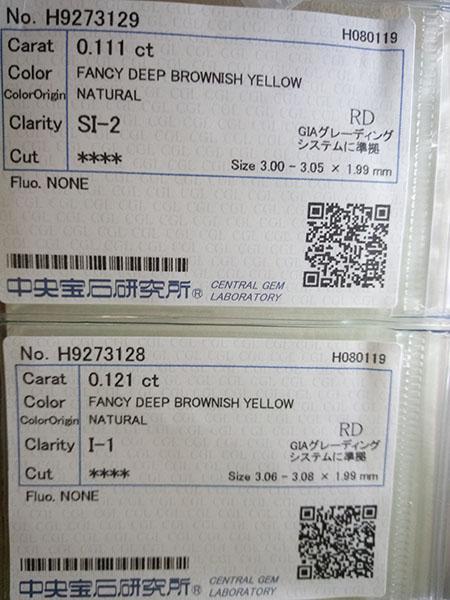 No. H9273129
H080119
Carat 0.111 ct
Color FANCY DEEP BROWNISH YELLOW
ColorOrigin NATURAL
RD
Clarity SI-2
GIAグレーディング
システムに準拠
Cut ****
Size 3.00 - 3.05 × 1.99 mm
Fluo. NONE
中央宝石研究所® CENTRAL GEM
LABORATORY
No. H9273128
H080119
Carat 0.121 ct
Color FANCY DEEP BROWNISH YELLOW
ColorOrigin NATURAL
RD
Clarity I-1
GIAグレーディング
システムに準拠
Cut ****
Size 3.06 - 3.08 × 1.99 mm
Fluo. NONE
中央宝石研究所® CENTRAL GEM
LABORATORY